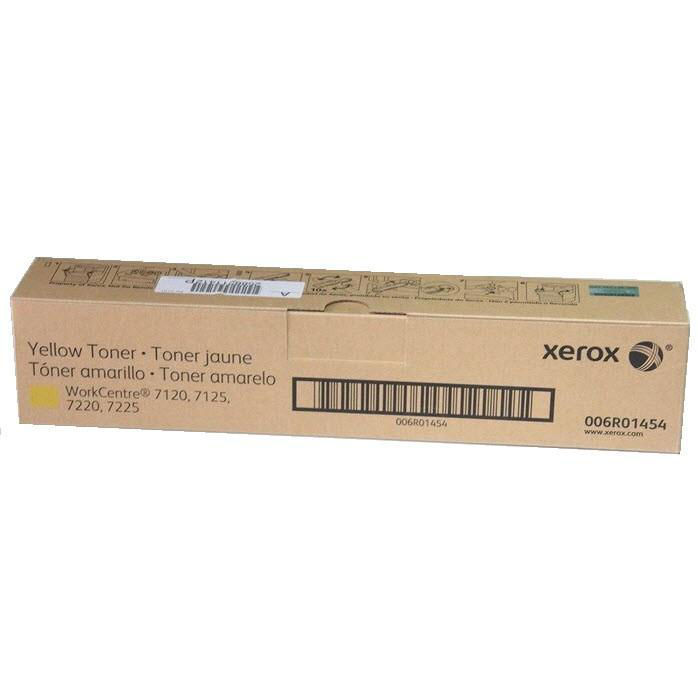 Yellow Toner • Toner jaune
Tóner amarillo • Toner amarelo
WorkCentre® 7120, 7125,
7220, 7225
006R01454
xerox
006R01454
www.xerox.com